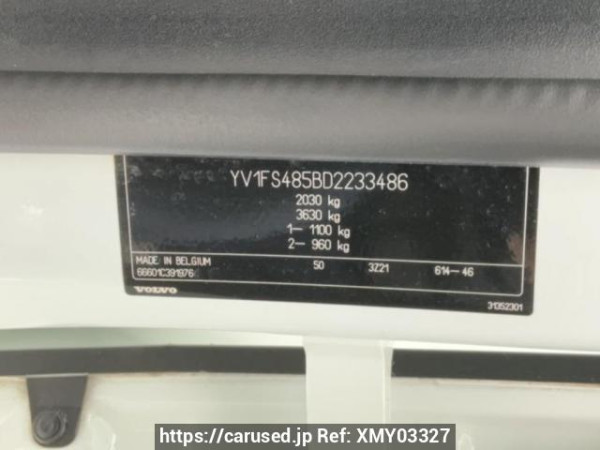 YV1FS485BD2233486
2030 kg
3630 kg
1– 1100 kg
2– 960 kg
MADE IN BELGIUM 50 3Z21 614–46
66601C391976
VOLVO 31352301
https://carused.jp Ref: XMY03327